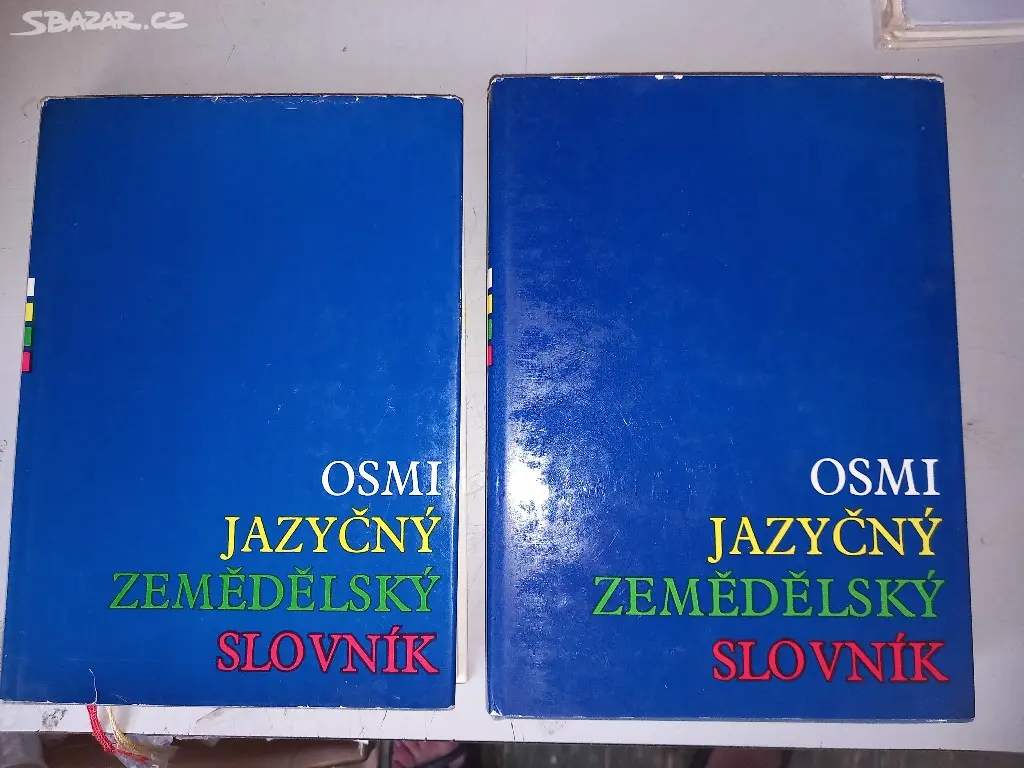 SBAZAR.CZ
OSMI
JAZYČNÝ
ZEMĚDĚLSKÝ
SLOVNÍK
OSMI
JAZYČNÝ
ZEMĚDĚLSKÝ
SLOVNÍK